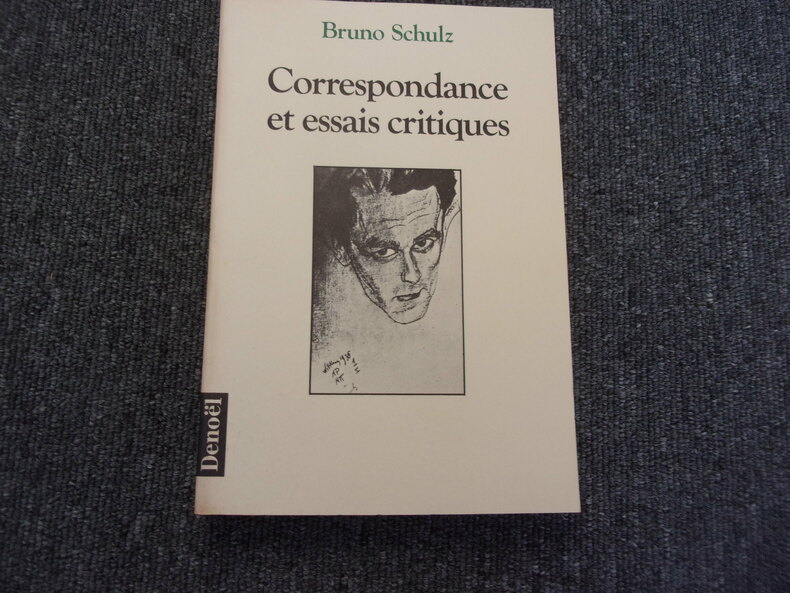 Bruno Schulz
Correspondance
et essais critiques
Denoël